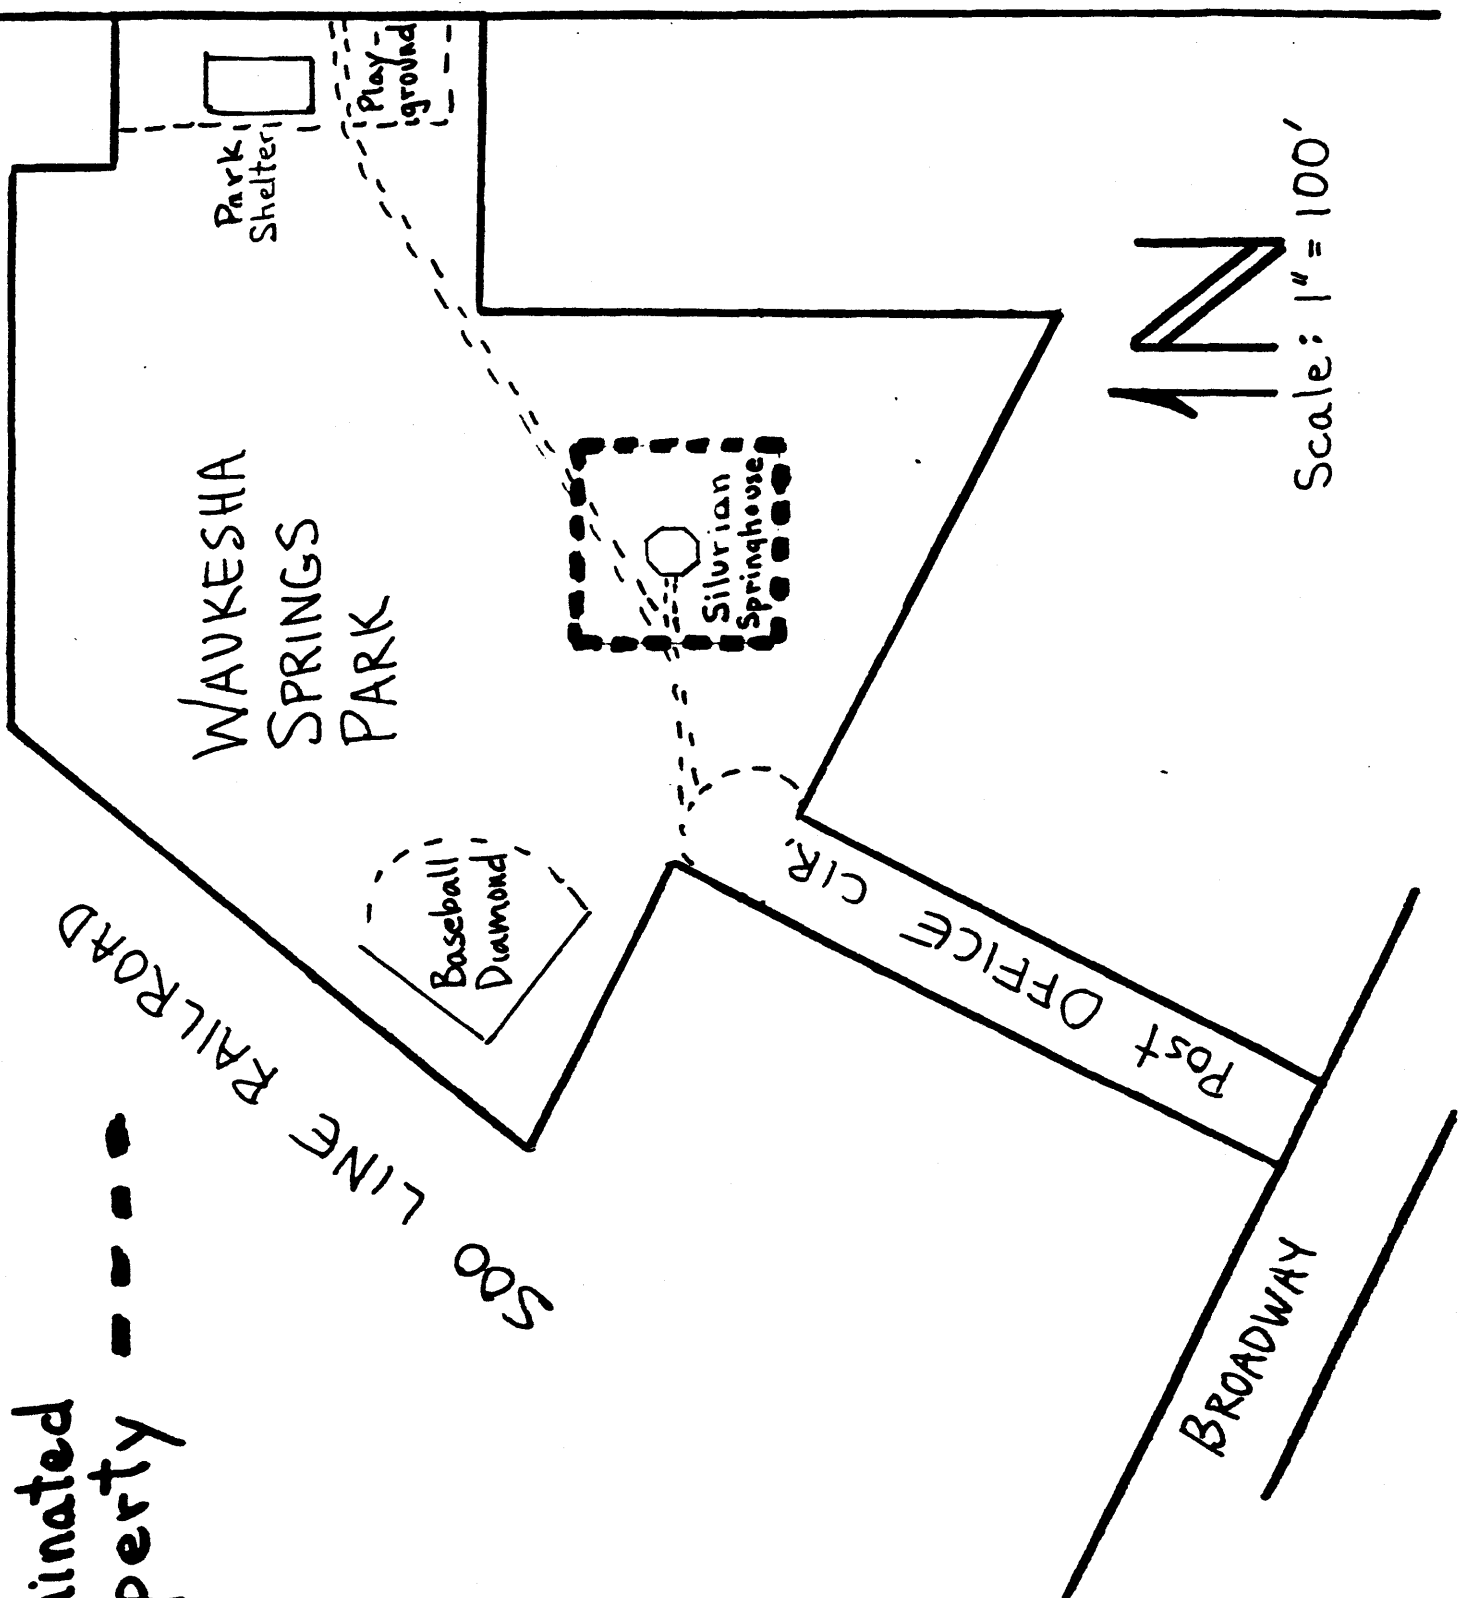 WAUKESHA
SPRINGS
PARK
Park
Shelter
Play-
ground
Silurian
Springhouse
Baseball
Diamond
SOO LINE RAILROAD
POST OFFICE CIR.
BROADWAY
N
Scale: 1" = 100'
inated
perty